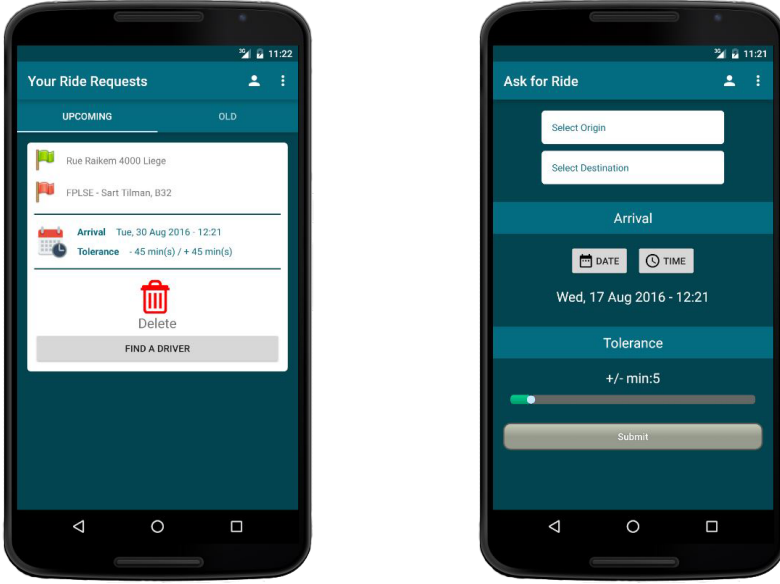 3G 11:22
Your Ride Requests
UPCOMING OLD
Rue Raikem 4000 Liege
FPLSE - Sart Tilman, B32
Arrival Tue, 30 Aug 2016 - 12:21
Tolerance - 45 min(s) / + 45 min(s)
Delete
FIND A DRIVER
3G 11:21
Ask for Ride
Select Origin
Select Destination
Arrival
DATE TIME
Wed, 17 Aug 2016 - 12:21
Tolerance
+/- min:5
Submit